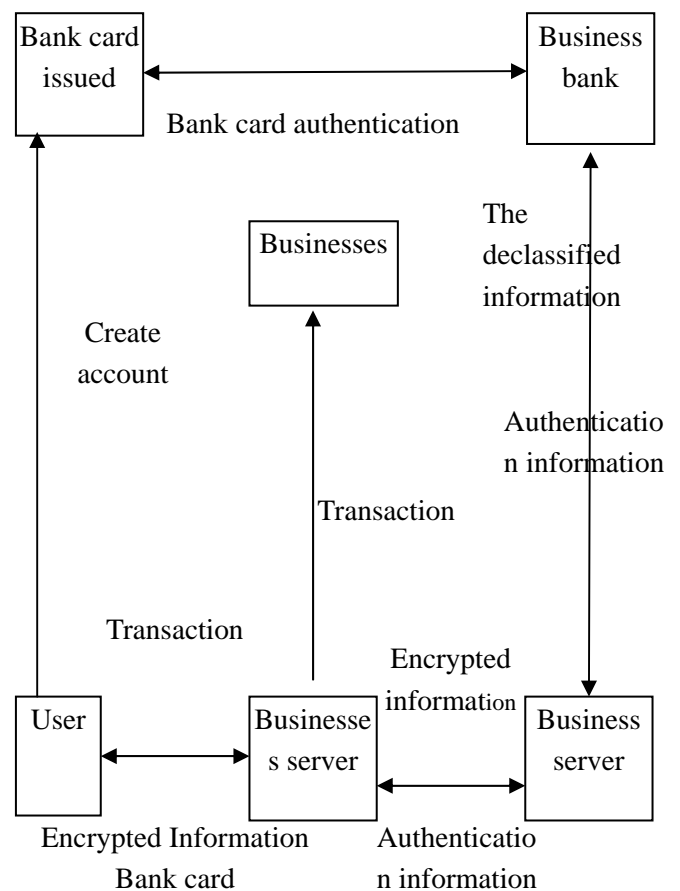 Bank card
issued
Business
bank
Bank card authentication
The
declassified
information
Businesses
Create
account
Authenticatio
n information
Transaction
Transaction
Encrypted
information
User
Businesse
s server
Business
server
Encrypted Information
Bank card
Authenticatio
n information